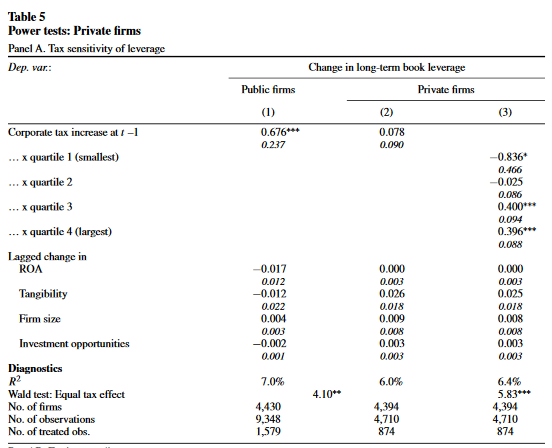 Table 5
Power tests: Private firms
Panel A. Tax sensitivity of leverage
Dep. var.: Change in long-term book leverage
Public firms Private firms
(1) (2) (3)
Corporate tax increase at t –1 0.676*** 0.078
0.237 0.090
... x quartile 1 (smallest) –0.836*
0.466
... x quartile 2 –0.025
0.086
... x quartile 3 0.400***
0.094
... x quartile 4 (largest) 0.396***
0.088
Lagged change in
ROA –0.017 0.000 0.000
0.012 0.003 0.003
Tangibility –0.012 0.026 0.025
0.022 0.018 0.018
Firm size 0.004 0.009 0.008
0.003 0.008 0.008
Investment opportunities –0.002 0.003 0.003
0.001 0.003 0.003
Diagnostics
R2 7.0% 6.0% 6.4%
Wald test: Equal tax effect 4.10** 5.83***
No. of firms 4,430 4,394 4,394
No. of observations 9,348 4,710 4,710
No. of treated obs. 1,579 874 874